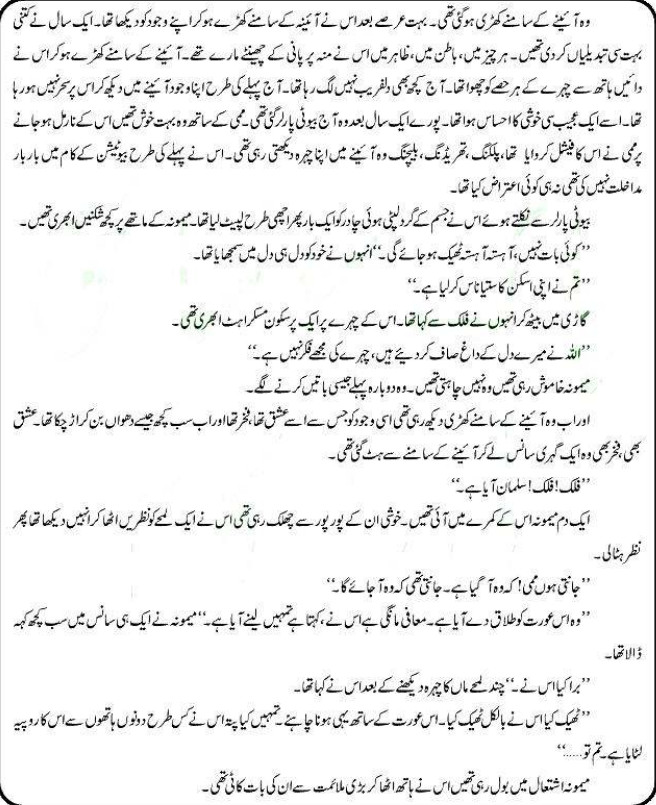 وہ آئینے کے سامنے کھڑی ہو گئی تھی۔ بہت عرصے بعد اس نے آئینہ کے سامنے کھڑے ہو کر اپنے وجود کو دیکھا تھا۔ ایک سال نے کتنی
بہت سی تبدیلیاں کر دی تھیں۔ ہر چیز میں، باطن میں، ظاہر میں اس نے منہ پر پانی کے چھینٹے مارے تھے۔ آئینے کے سامنے کھڑے ہو کر اس نے
دائیں ہاتھ سے چہرے کے ہر حصے کو چھوا تھا۔ آج کچھ بھی دلفریب نہیں لگ رہا تھا۔ آج پہلے کی طرح اپنا وجود آئینے میں دیکھ کر اس پر سحر نہیں ہو رہا
تھا۔ اسے ایک عجیب سی خوشی کا احساس ہوا تھا۔ پورے ایک سال بعد وہ آج بیوٹی پارلر گئی تھی۔ ممی کے ساتھ وہ بہت خوش تھیں اس کے نارمل ہو جانے
پر ممی نے اس کا فیشل کروایا تھا، پلکنگ، تھریڈنگ، بلیچنگ وہ آئینے میں اپنا چہرہ دیکھتی رہی تھی۔ اس نے پہلے کی طرح بیوٹیشن کے کام میں بار بار
مداخلت نہیں کی تھی نہ ہی کوئی اعتراض کیا تھا۔
بیوٹی پارلر سے نکلتے ہوئے اس نے جسم کے گرد لپٹی ہوئی چادر کو ایک بار پھر اچھی طرح لپیٹ لیا تھا۔ میمونہ کے ماتھے پر کچھ شکنیں ابھری تھیں۔
’’کوئی بات نہیں، آہستہ آہستہ ٹھیک ہو جائے گی۔‘‘ انہوں نے خود کو دل ہی دل میں سمجھایا تھا۔
’’تم نے اپنی اسکن کا ستیاناس کر لیا ہے۔‘‘
گاڑی میں بیٹھ کر انہوں نے فلک سے کہا تھا۔ اس کے چہرے پر ایک پرسکون مسکراہٹ ابھری تھی۔
’’اللہ نے میرے دل کے داغ صاف کر دیئے ہیں، چہرے کی مجھے فکر نہیں ہے۔‘‘
میمونہ خاموش رہی تھیں وہ نہیں چاہتی تھیں۔ وہ دوبارہ پہلے جیسی باتیں کرنے لگے۔
اور اب وہ آئینے کے سامنے کھڑی دیکھ رہی تھی اسی وجود کو جس سے اسے عشق تھا، فخر تھا اور اب سب کچھ جیسے دھواں بن کر اڑ چکا تھا۔ عشق
بھی، فخر بھی وہ ایک گہری سانس لے کر آئینے کے سامنے سے ہٹ گئی تھی۔
’’فلک! فلک! سلمان آیا ہے۔‘‘
ایک دم میمونہ اس کے کمرے میں آئی تھیں۔ خوشی ان کے پور پور سے چھلک رہی تھی اس نے ایک لمحے کو نظریں اٹھا کر انہیں دیکھا تھا پھر
نظر ہٹا لی۔
’’جانتی ہوں ممی! کہ وہ آ گیا ہے۔ جانتی تھی کہ وہ آ جائے گا۔‘‘
’’وہ اس عورت کو طلاق دے آیا ہے۔ معافی مانگی ہے اس نے، کہتا ہے تمہیں لینے آیا ہے۔‘‘ میمونہ نے ایک ہی سانس میں سب کچھ کہہ
ڈالا تھا۔
’’برا کیا اس نے۔‘‘ چند لمحے ماں کا چہرہ دیکھنے کے بعد اس نے کہا تھا۔
’’ٹھیک کیا اس نے بالکل ٹھیک کیا۔ اس عورت کے ساتھ یہی ہونا چاہئے۔ تمہیں کیا پتہ اس نے کس طرح دونوں ہاتھوں سے اس کا روپیہ
لٹایا ہے۔ تم تو......‘‘
میمونہ اشتعال میں بول رہی تھیں اس نے ہاتھ اٹھا کر بڑی ملائمت سے ان کی بات کاٹی تھی۔